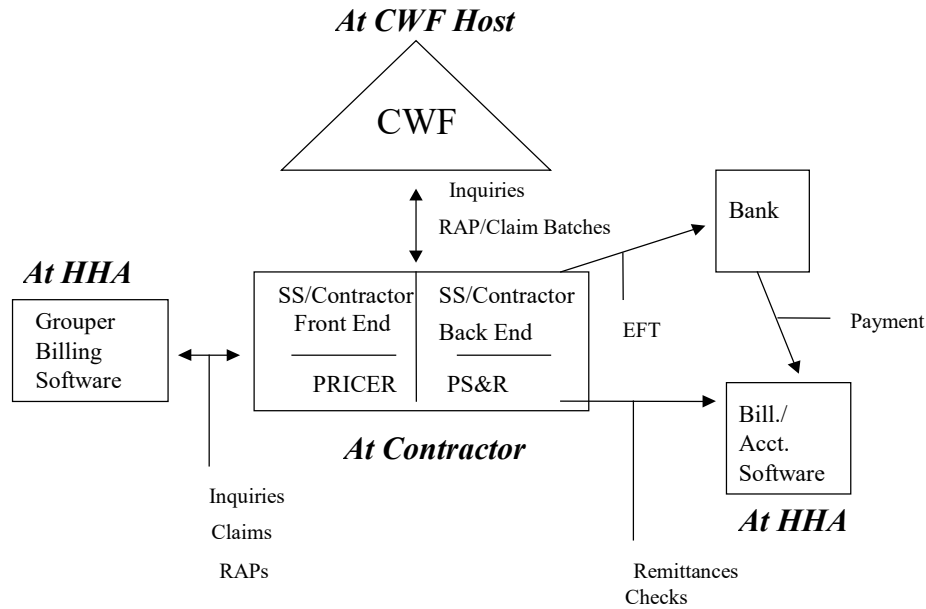 At CWF Host
CWF
Inquiries
RAP/Claim Batches
Bank
At HHA
Grouper
Billing
Software
SS/Contractor
Front End
PRICER
SS/Contractor
Back End
PS&R
EFT
Payment
At Contractor
Bill./
Acct.
Software
At HHA
Inquiries
Claims
RAPs
Remittances
Checks